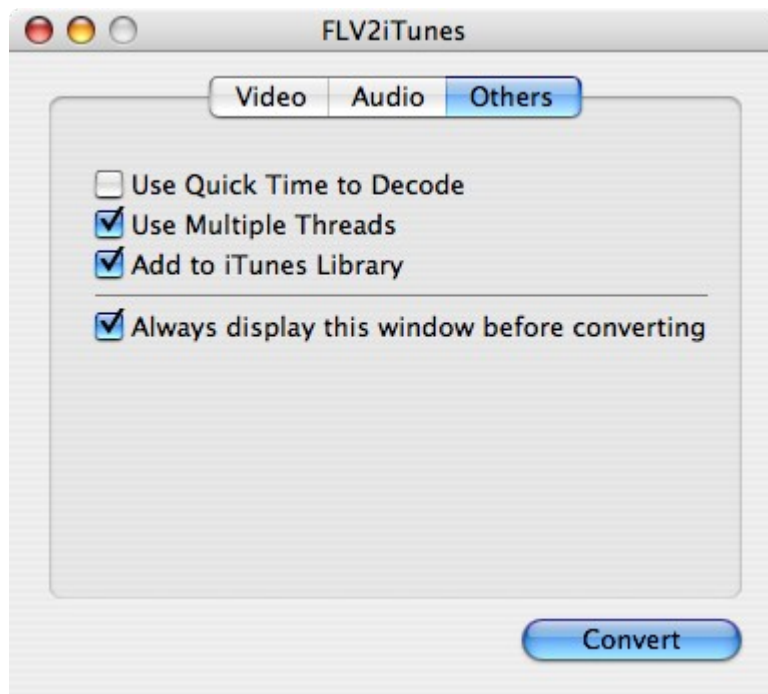 FLV2iTunes
Video Audio Others
Use Quick Time to Decode
Use Multiple Threads
Add to iTunes Library
Always display this window before converting
Convert